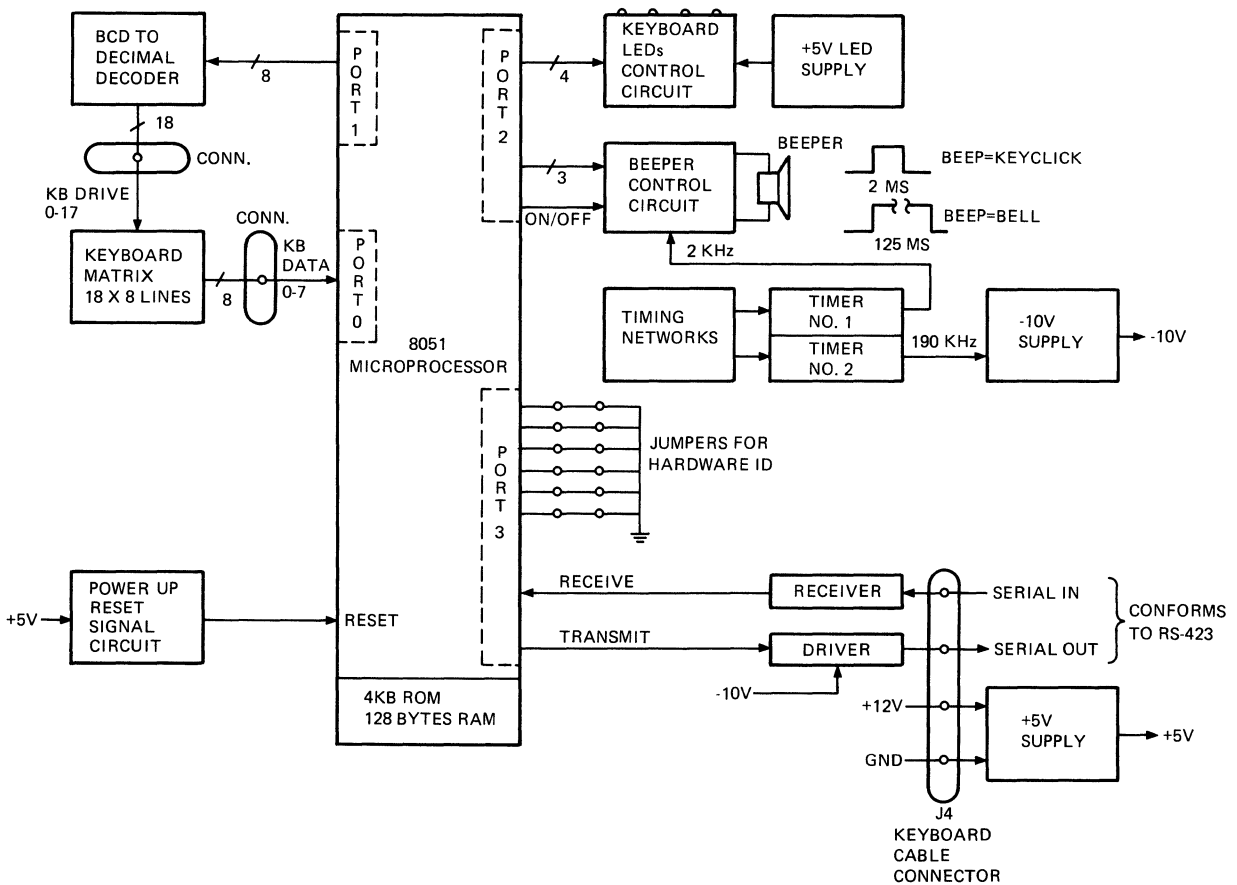 BCD TO
DECIMAL
DECODER
8
18
CONN.
KB DRIVE
0-17
KEYBOARD
MATRIX
18 X 8 LINES
8
CONN.
KB
DATA
0-7
PORT 1
PORT 0
PORT 2
8051
MICROPROCESSOR
PORT 3
4
KEYBOARD
LEDs
CONTROL
CIRCUIT
+5V LED
SUPPLY
3
ON/OFF
BEEPER
CONTROL
CIRCUIT
BEEPER
BEEP=KEYCLICK
2 MS
BEEP=BELL
125 MS
2 KHz
TIMING
NETWORKS
TIMER
NO. 1
TIMER
NO. 2
190 KHz
-10V
SUPPLY
-10V
JUMPERS FOR
HARDWARE ID
+5V
POWER UP
RESET
SIGNAL
CIRCUIT
RESET
4KB ROM
128 BYTES RAM
RECEIVE
RECEIVER
SERIAL IN
TRANSMIT
DRIVER
SERIAL OUT
CONFORMS
TO RS-423
-10V
+12V
GND
+5V
SUPPLY
+5V
J4
KEYBOARD
CABLE
CONNECTOR